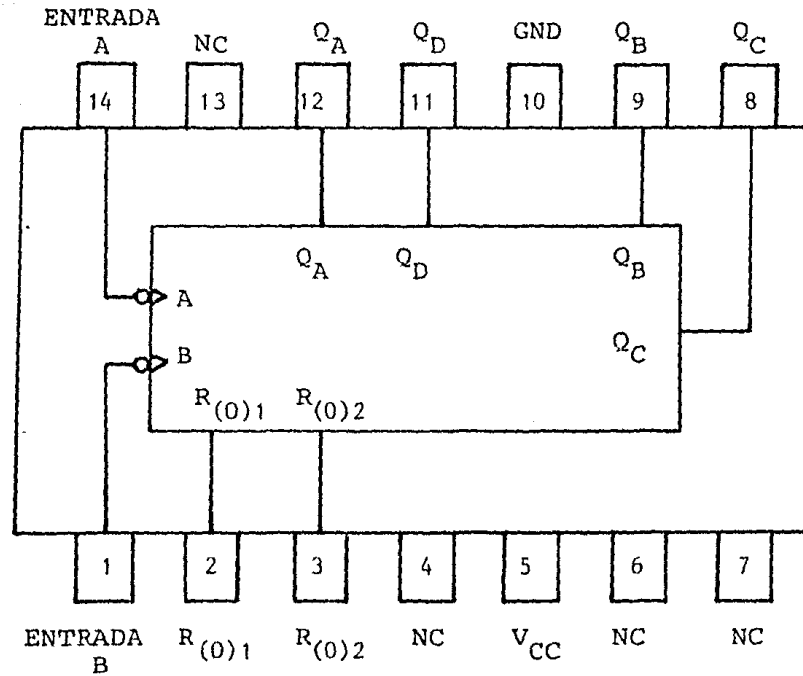 ENTRADA
A NC Q_A Q_D GND Q_B Q_C
14 13 12 11 10 9 8
Q_A Q_D Q_B
A
Q_C
B
R_(0)1 R_(0)2
1 2 3 4 5 6 7
ENTRADA R_(0)1 R_(0)2 NC V_CC NC NC
B